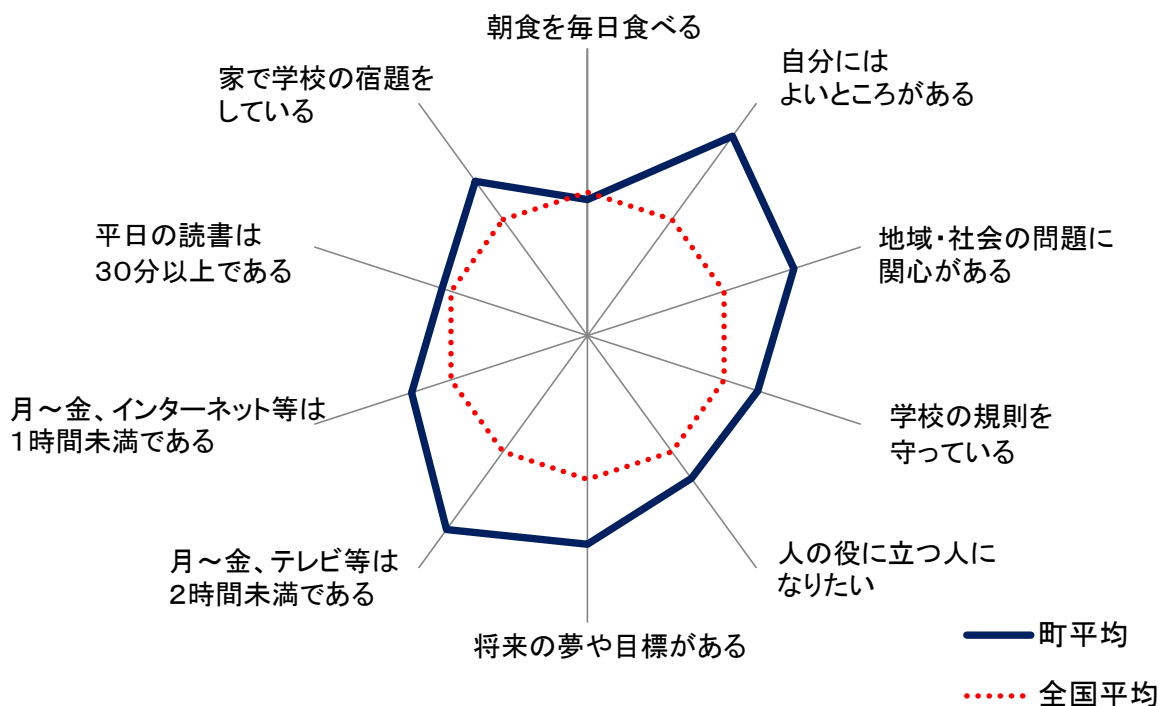 朝食を毎日食べる
自分には
よいところがある
地域・社会の問題に
関心がある
学校の規則を
守っている
人の役に立つ人に
なりたい
将来の夢や目標がある
月～金、テレビ等は
２時間未満である
月～金、インターネット等は
１時間未満である
平日の読書は
３０分以上である
家で学校の宿題を
している
町平均
全国平均